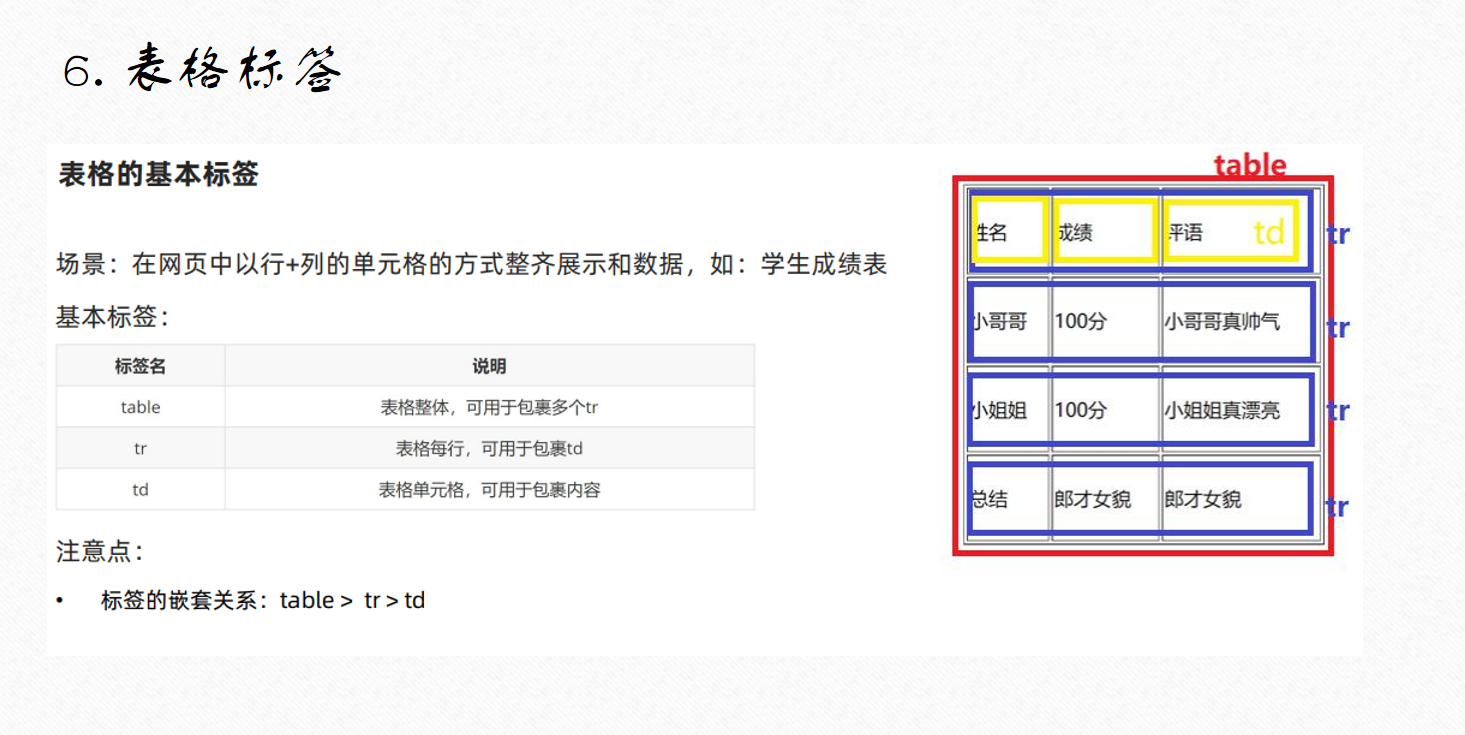 6. 表格标签
表格的基本标签
场景：在网页中以行+列的单元格的方式整齐展示和数据，如：学生成绩表
基本标签：
标签名 说明
table 表格整体，可用于包裹多个tr
tr 表格每行，可用于包裹td
td 表格单元格，可用于包裹内容
注意点：
• 标签的嵌套关系：table > tr > td
table
姓名 成绩 评语 td tr
小哥哥 100分 小哥哥真帅气 tr
小姐姐 100分 小姐姐真漂亮 tr
总结 郎才女貌 郎才女貌 tr